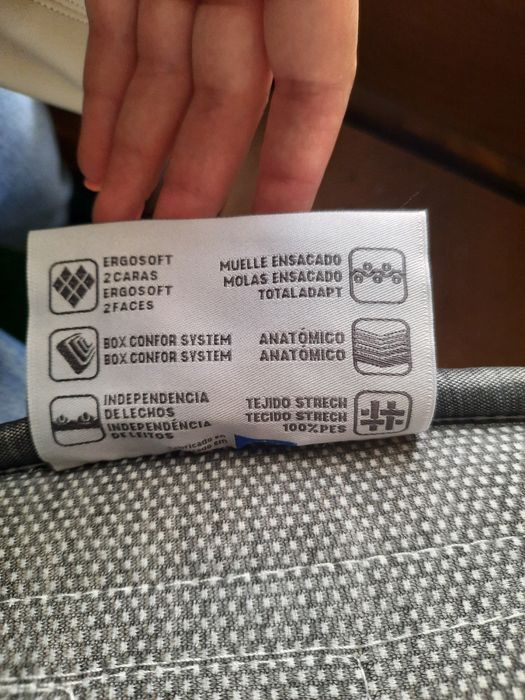 ERGOSOFT
2 CARAS
ERGOSOFT
2 FACES
MUELLE ENSACADO
MOLAS ENSACADO
TOTALADAPT
BOX CONFOR SYSTEM
BOX CONFOR SYSTEM
ANATÓMICO
ANATÓMICO
INDEPENDENCIA
DE LECHOS
INDEPENDÊNCIA
DE LEITOS
TEJIDO STRECH
TECIDO STRECH
100%PES